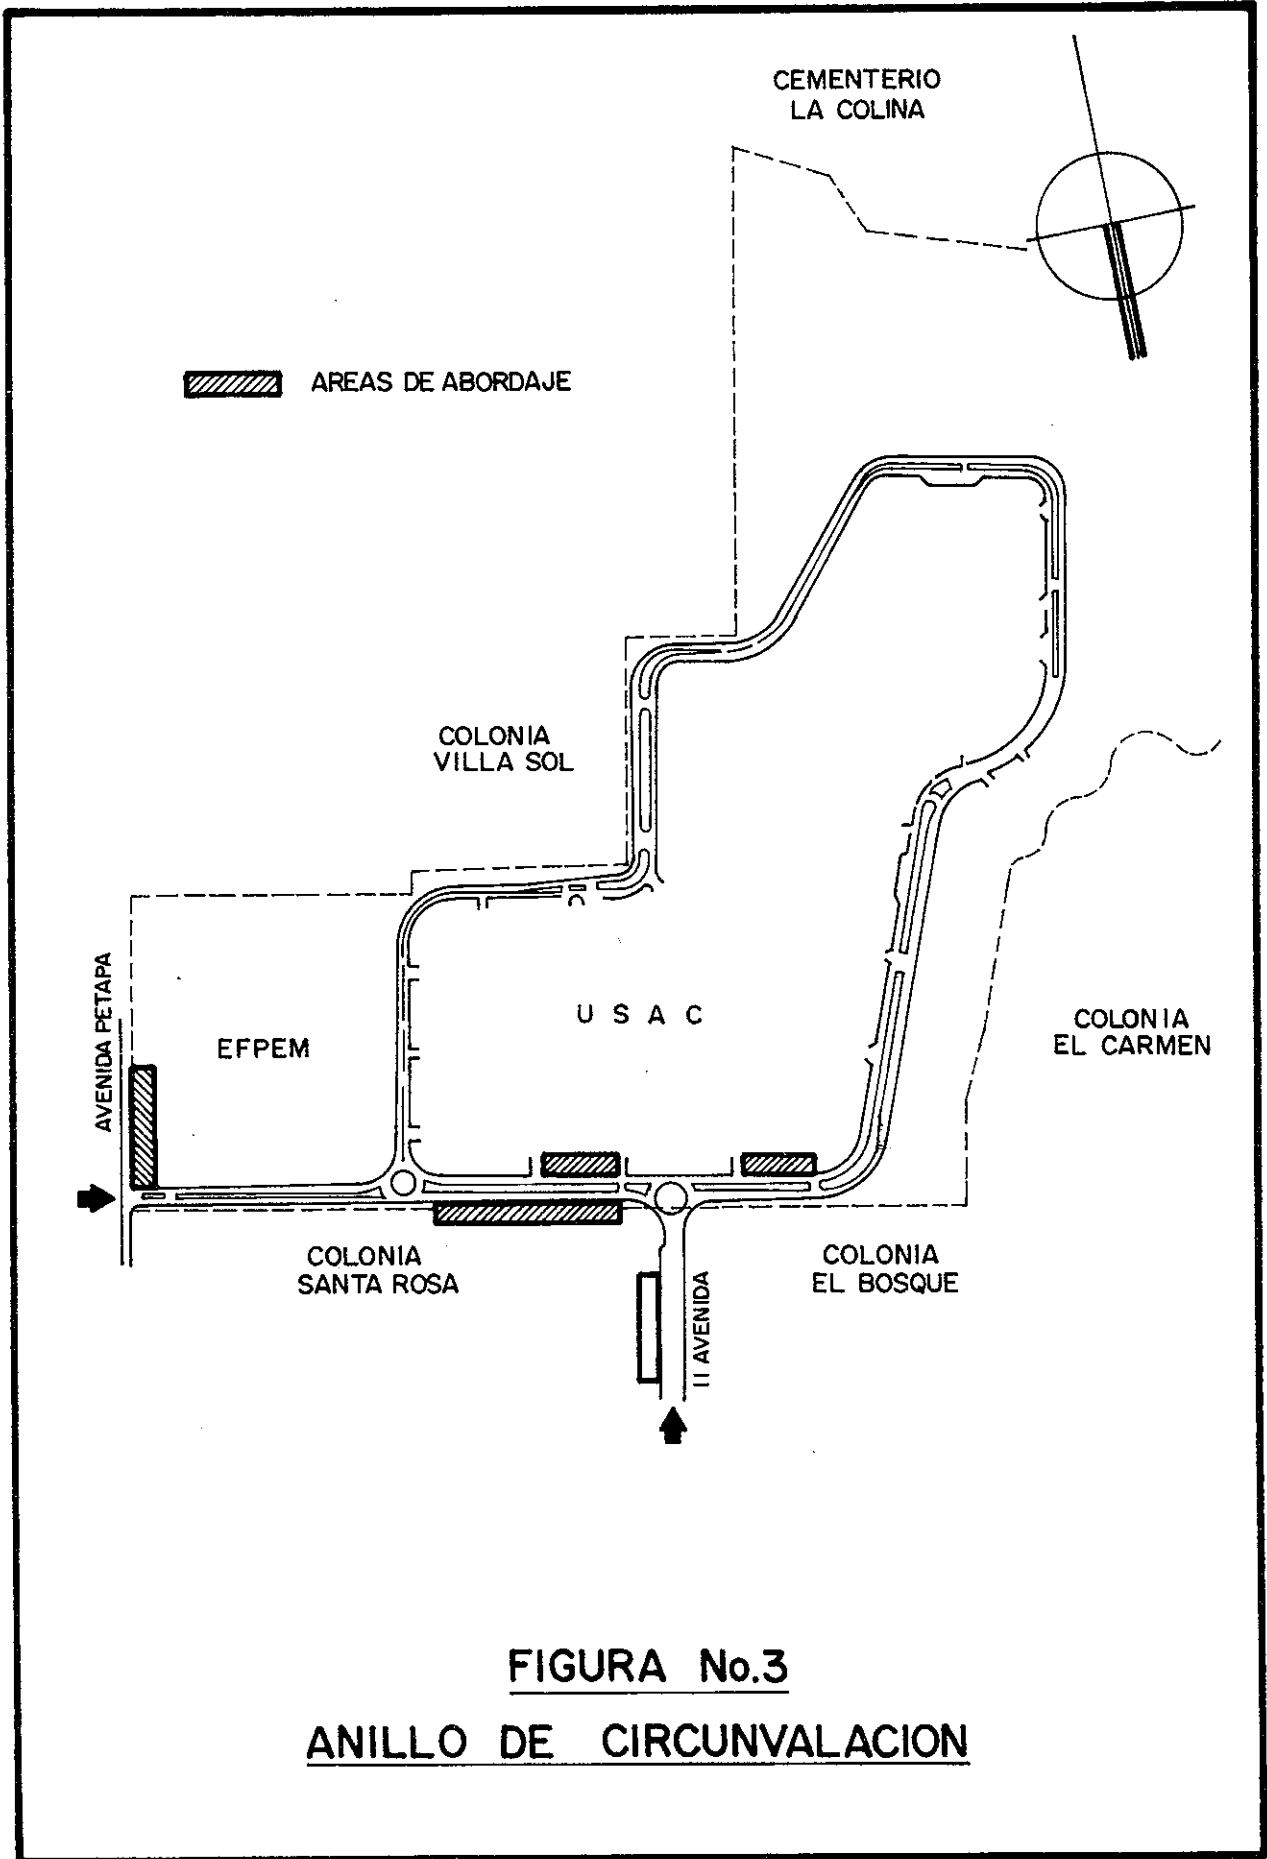 CEMENTERIO
LA COLINA
AREAS DE ABORDAJE
COLONIA
VILLA SOL
AVENIDA PETAPA
EFPEM
U S A C
COLONIA
EL CARMEN
COLONIA
SANTA ROSA
11 AVENIDA
COLONIA
EL BOSQUE
FIGURA No.3
ANILLO DE CIRCUNVALACION